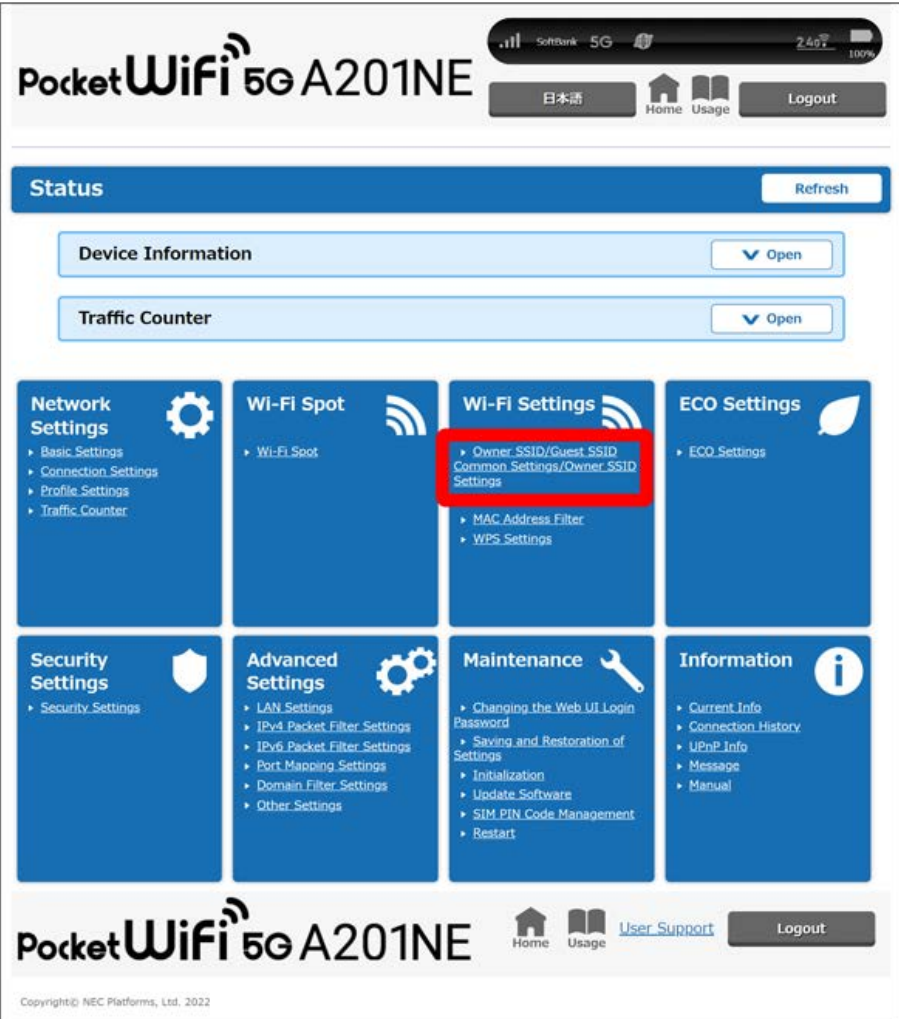 Pocket WiFi 5G A201NE
SoftBank 5G 2.4G 100%
日本語 Home Usage Logout
Status Refresh
Device Information Open
Traffic Counter Open
Network
Settings
Basic Settings
Connection Settings
Profile Settings
Traffic Counter
Wi-Fi Spot
Wi-Fi Spot
Wi-Fi Settings
Owner SSID/Guest SSID
Common Settings/Owner SSID
Settings
MAC Address Filter
WPS Settings
ECO Settings
ECO Settings
Security
Settings
Security Settings
Advanced
Settings
LAN Settings
IPv4 Packet Filter Settings
IPv6 Packet Filter Settings
Port Mapping Settings
Domain Filter Settings
Other Settings
Maintenance
Changing the Web UI Login
Password
Saving and Restoration of
Settings
Initialization
Update Software
SIM PIN Code Management
Restart
Information
Current Info
Connection History
UPnP Info
Message
Manual
Pocket WiFi 5G A201NE
Home Usage User Support Logout
Copyright© NEC Platforms, Ltd. 2022